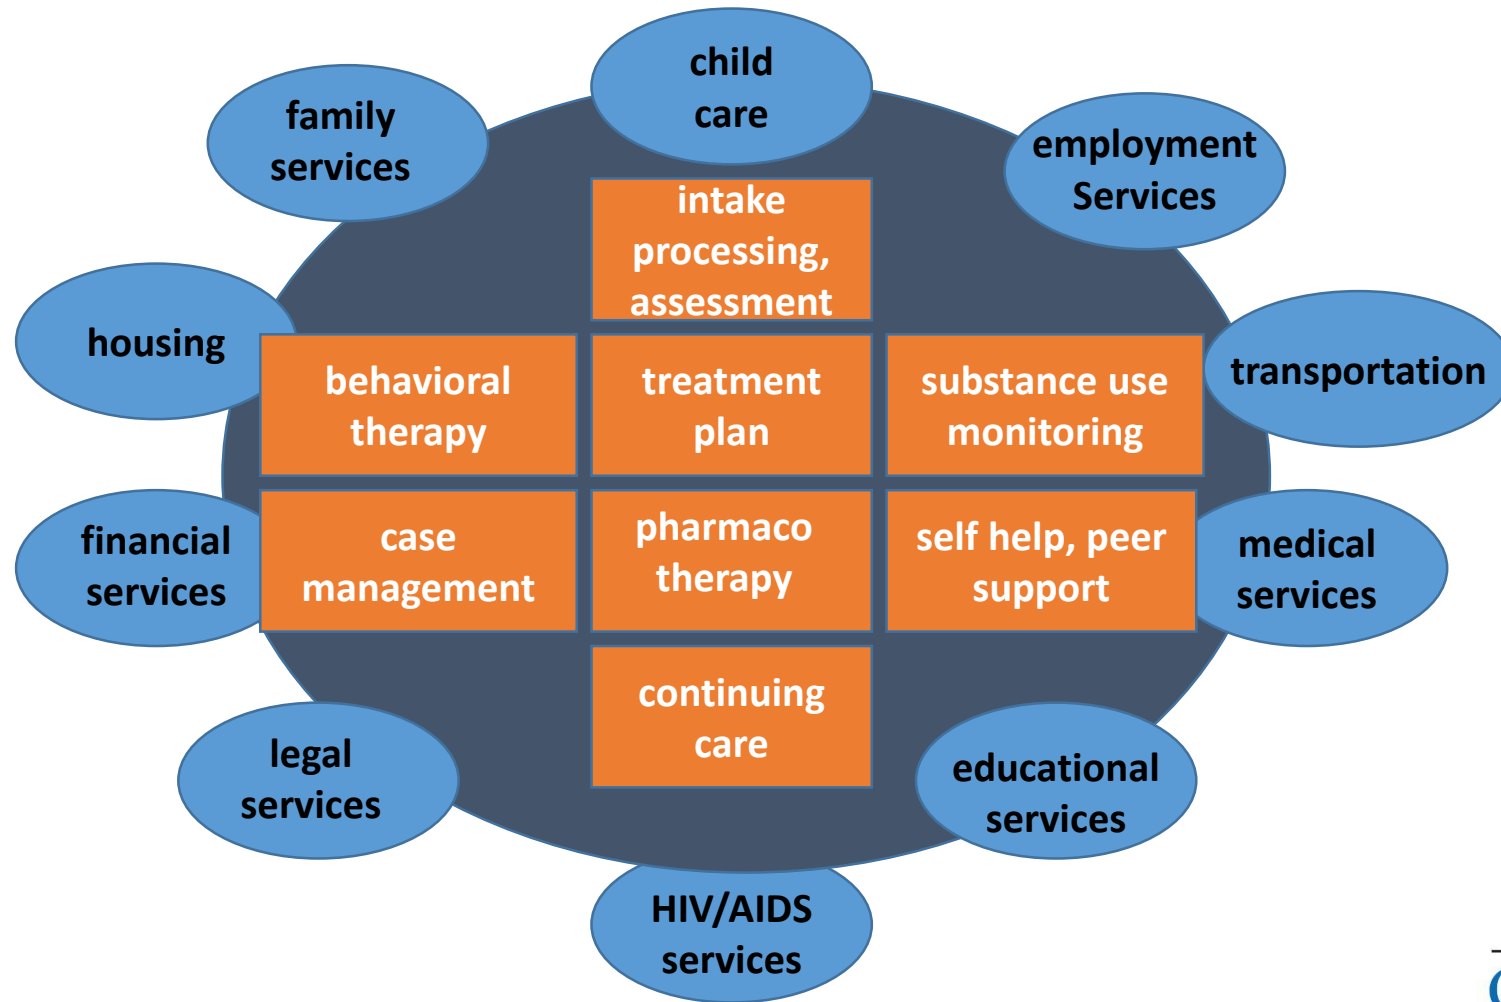 child
care
family
services
employment
Services
intake
processing,
assessment
housing
behavioral
therapy
treatment
plan
substance use
monitoring
transportation
financial
services
case
management
pharmaco
therapy
self help, peer
support
medical
services
continuing
care
legal
services
educational
services
HIV/AIDS
services